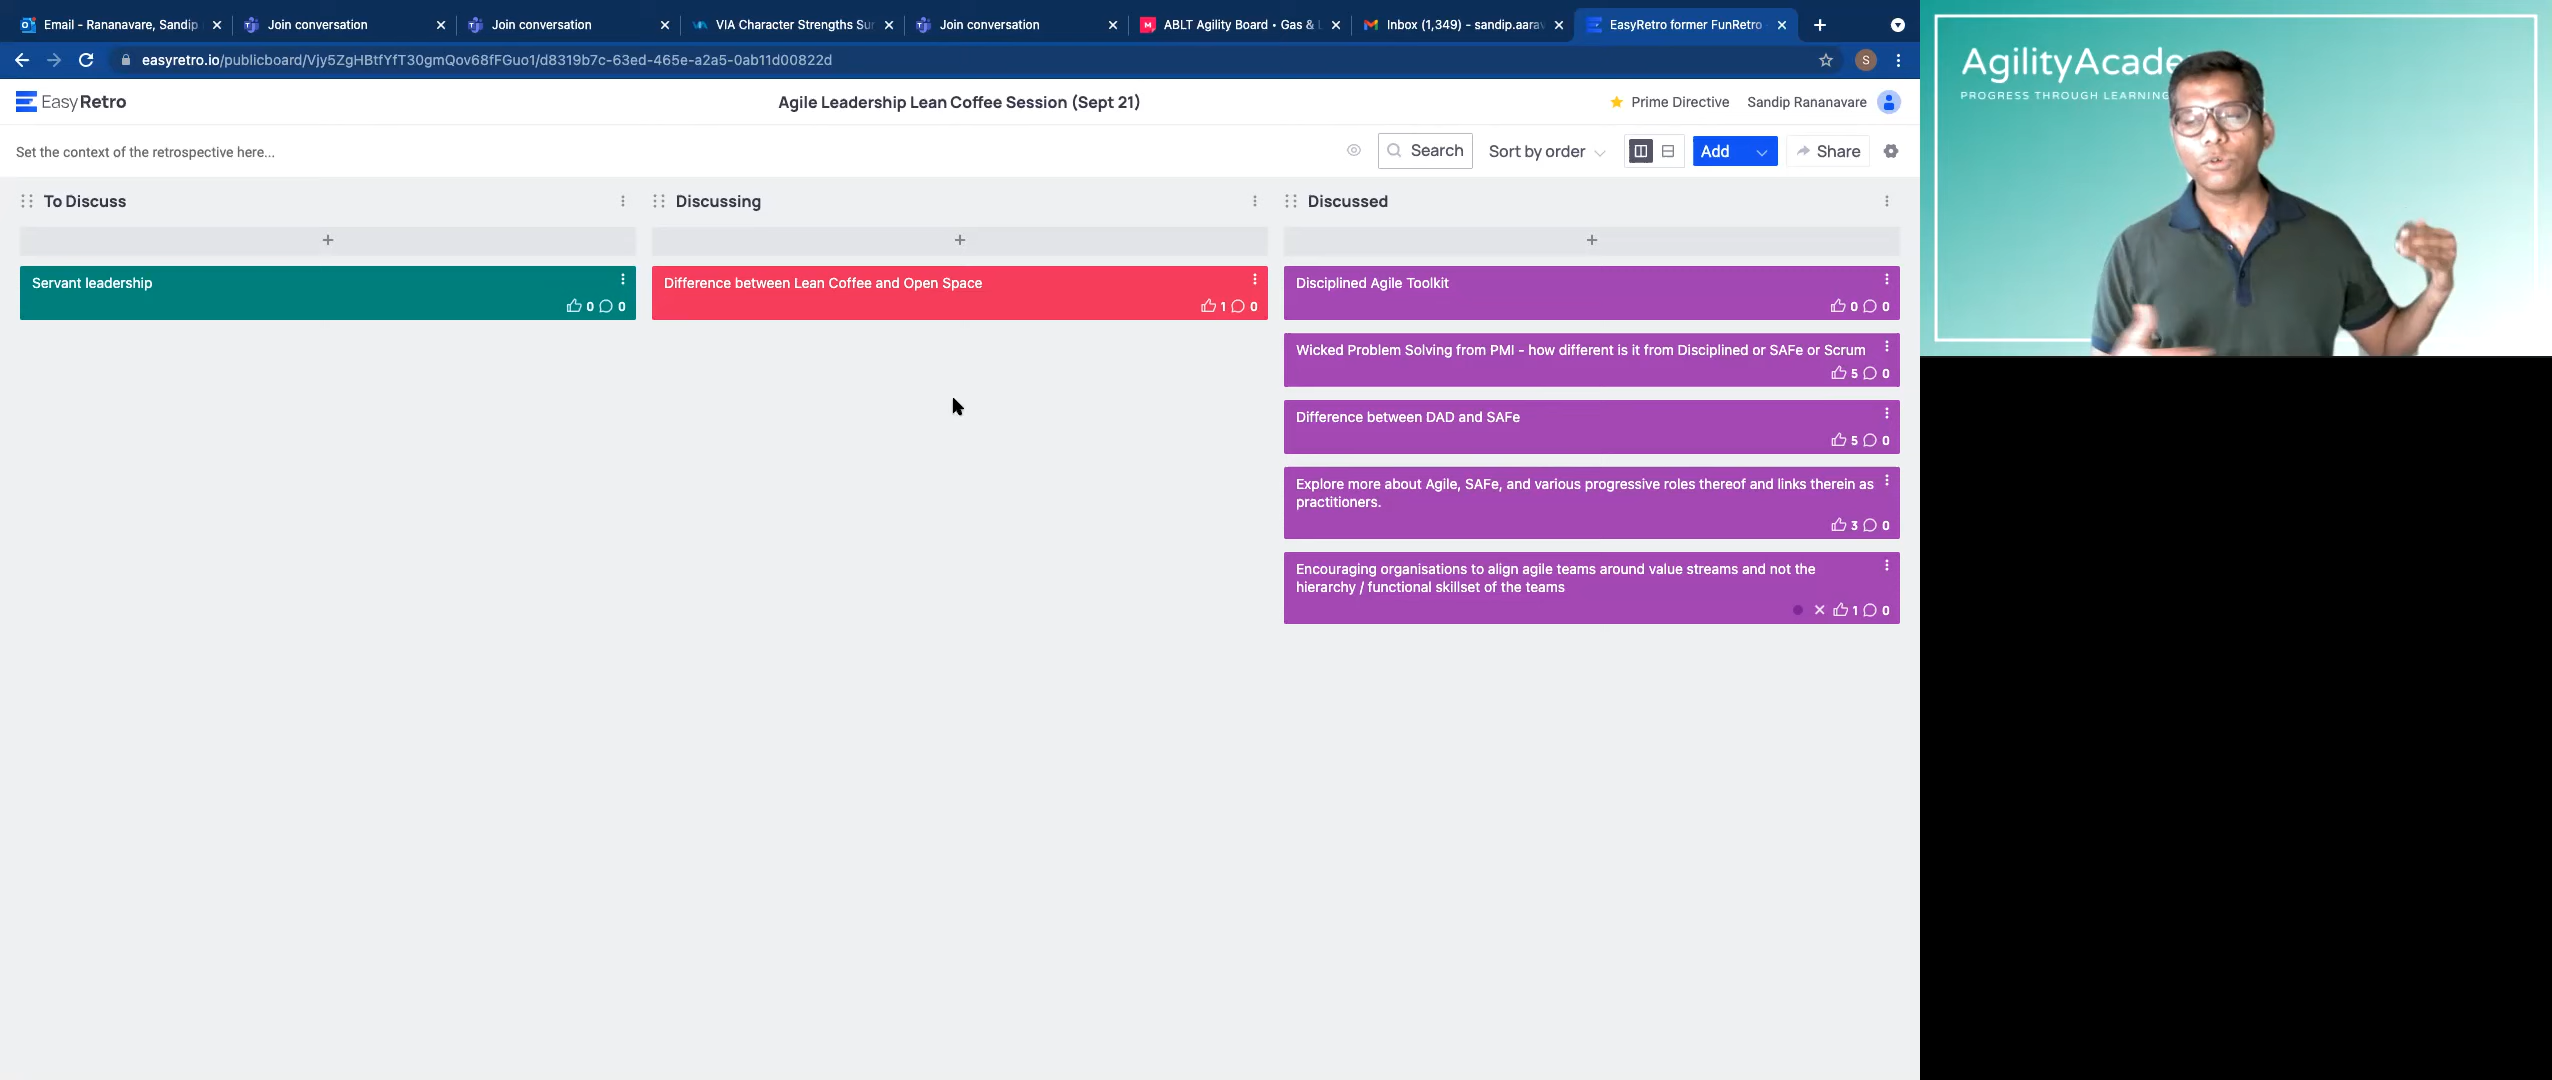 Email - Rananavare, Sandip
Join conversation
Join conversation
VIA Character Strengths Sur
Join conversation
ABLT Agility Board • Gas &
Inbox (1,349) - sandip.aarav
EasyRetro former FunRetro
easyretro.io/publicboard/Vjy5ZgHBtfYfT30gmQov68fFGuo1/d8319b7c-63ed-465e-a2a5-0ab11d00822d
S
EasyRetro
Agile Leadership Lean Coffee Session (Sept 21)
Prime Directive
Sandip Rananavare
Set the context of the retrospective here...
Search
Sort by order
Add
Share
To Discuss
Discussing
Discussed
Servant leadership
0 0
Difference between Lean Coffee and Open Space
1 0
Disciplined Agile Toolkit
0 0
Wicked Problem Solving from PMI - how different is it from Disciplined or SAFe or Scrum
5 0
Difference between DAD and SAFe
5 0
Explore more about Agile, SAFe, and various progressive roles thereof and links therein as
practitioners.
3 0
Encouraging organisations to align agile teams around value streams and not the
hierarchy / functional skillset of the teams
1 0
AgilityAcade
PROGRESS THROUGH LEARNING